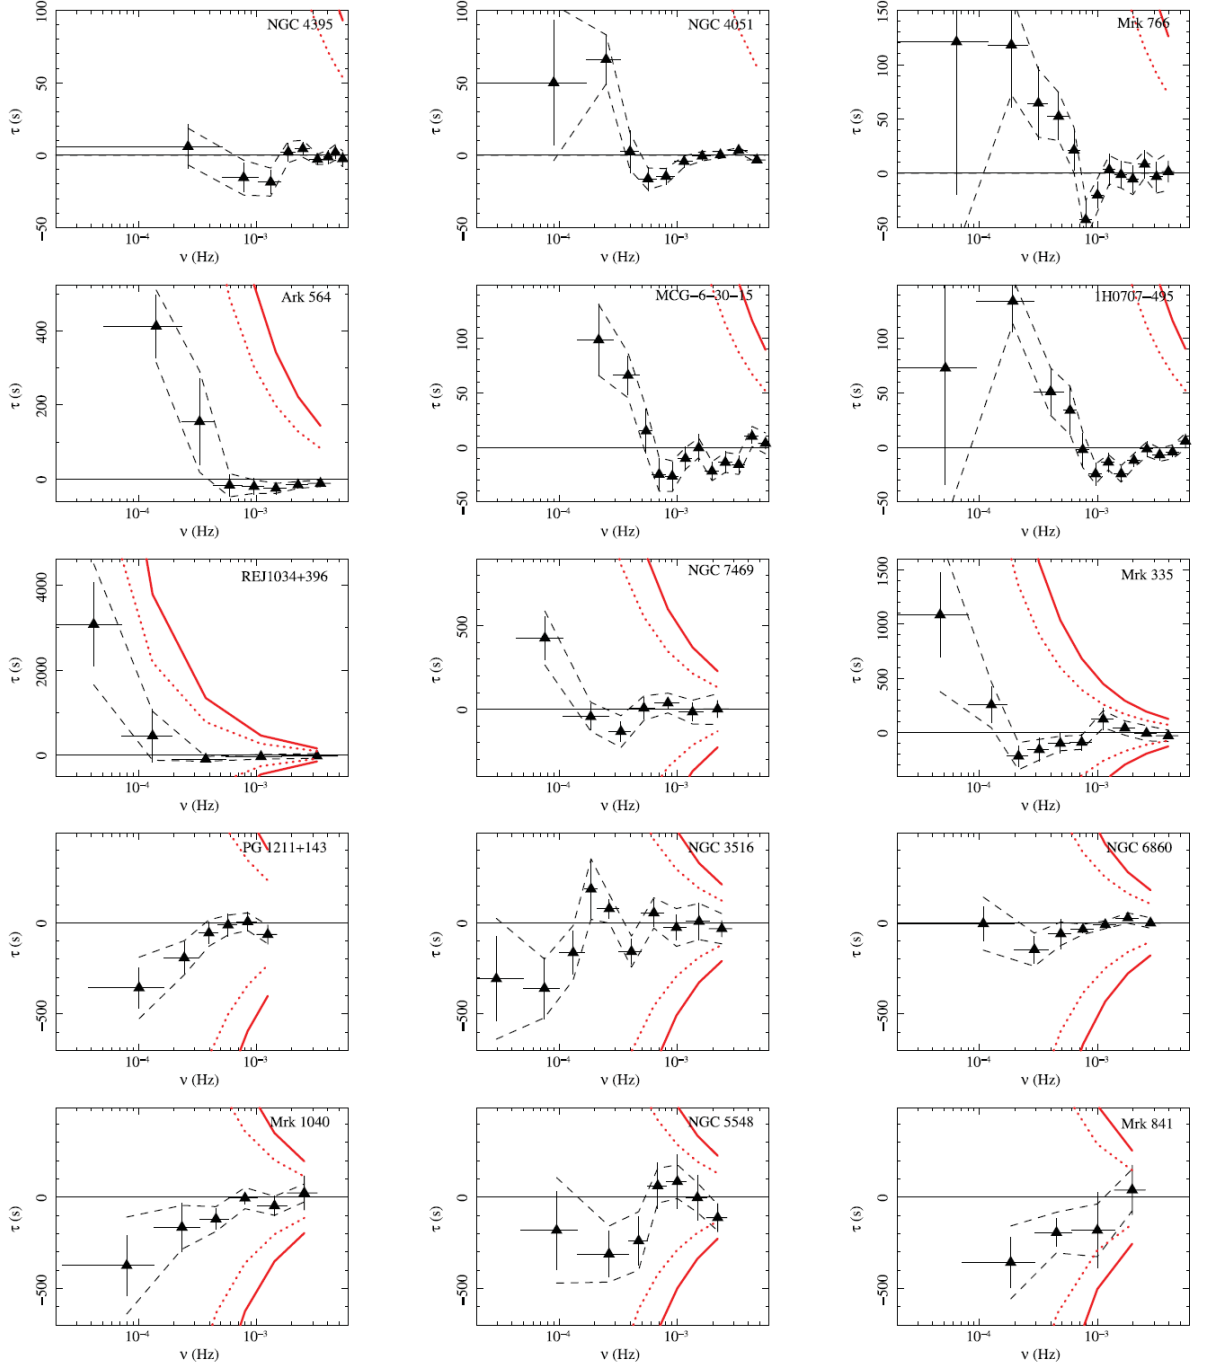 NGC 4395
100
50
0
−50
τ (s)
10⁻⁴
10⁻³
ν (Hz)
NGC 4051
100
50
0
−50
τ (s)
10⁻⁴
10⁻³
ν (Hz)
Mrk 766
150
100
50
0
−50
τ (s)
10⁻⁴
10⁻³
ν (Hz)
Ark 564
400
200
0
τ (s)
10⁻⁴
10⁻³
ν (Hz)
MCG−6−30−15
100
50
0
−50
τ (s)
10⁻⁴
10⁻³
ν (Hz)
1H0707−495
100
50
0
−50
τ (s)
10⁻⁴
10⁻³
ν (Hz)
REJ1034+396
4000
2000
0
τ (s)
10⁻⁴
10⁻³
ν (Hz)
NGC 7469
500
0
τ (s)
10⁻⁴
10⁻³
ν (Hz)
Mrk 335
1500
1000
500
0
τ (s)
10⁻⁴
10⁻³
ν (Hz)
PG 1211+143
0
−500
τ (s)
10⁻⁴
10⁻³
ν (Hz)
NGC 3516
0
−500
τ (s)
10⁻⁴
10⁻³
ν (Hz)
NGC 6860
0
−500
τ (s)
10⁻⁴
10⁻³
ν (Hz)
Mrk 1040
0
−500
τ (s)
10⁻⁴
10⁻³
ν (Hz)
NGC 5548
0
−500
τ (s)
10⁻⁴
10⁻³
ν (Hz)
Mrk 841
0
−500
τ (s)
10⁻⁴
10⁻³
ν (Hz)